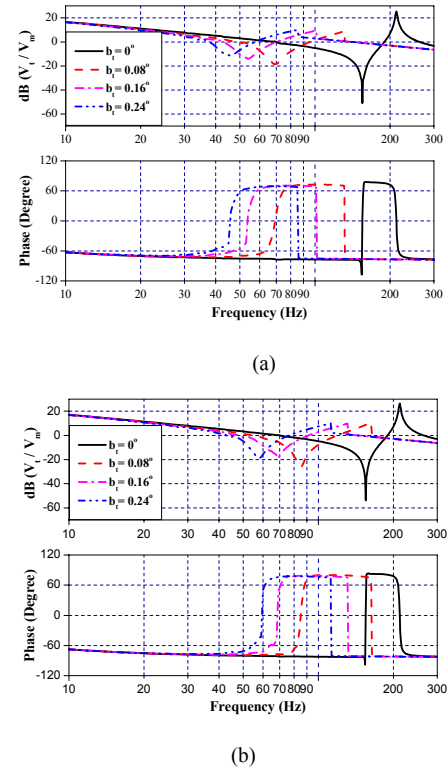 20
0
-20
-40
-60
dB (V_t / V_m)
b_t = 0°
b_t = 0.08°
b_t = 0.16°
b_t = 0.24°
10 20 30 40 50 60 70 80 90 200 300
120
60
0
-60
-120
Phase (Degree)
10 20 30 40 50 60 70 80 90 200 300
Frequency (Hz)
(a)
20
0
-20
-40
-60
dB (V_t / V_m)
b_t = 0°
b_t = 0.08°
b_t = 0.16°
b_t = 0.24°
10 20 30 40 50 60 70 80 90 200 300
120
60
0
-60
-120
Phase (Degree)
10 20 30 40 50 60 70 80 90 200 300
Frequency (Hz)
(b)